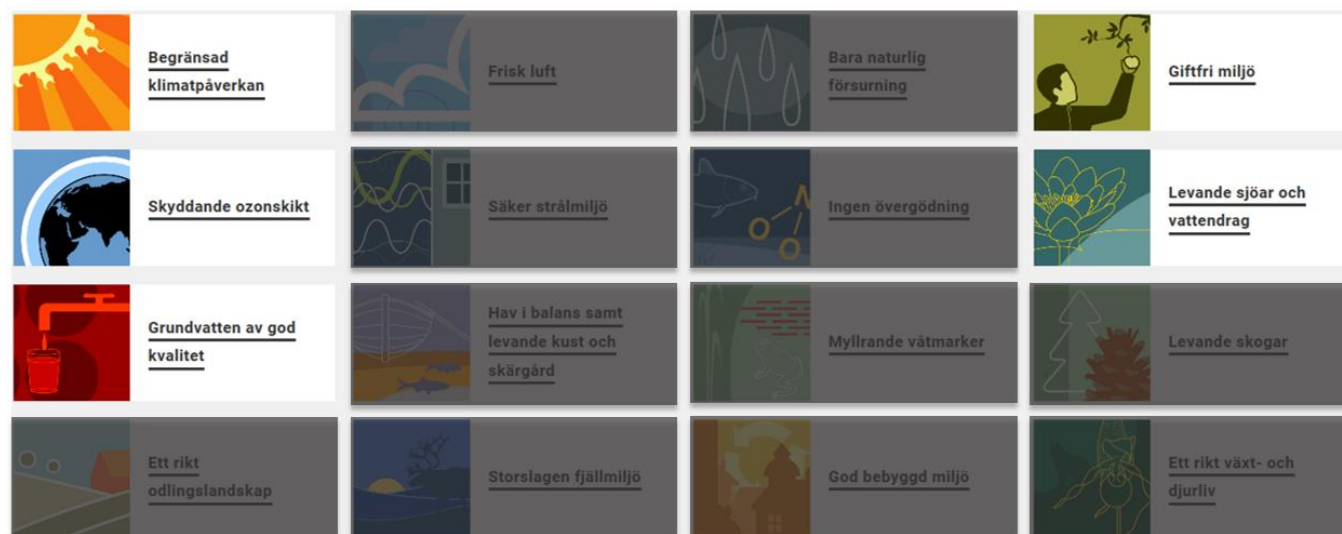 Begränsad
klimatpåverkan
Frisk luft
Bara naturlig
försurning
Giftfri miljö
Skyddande ozonskikt
Säker strålmiljö
Ingen övergödning
Levande sjöar och
vattendrag
Grundvatten av god
kvalitet
Hav i balans samt
levande kust och
skärgård
Myllrande våtmarker
Levande skogar
Ett rikt
odlingslandskap
Storslagen fjällmiljö
God bebyggd miljö
Ett rikt växt- och
djurliv